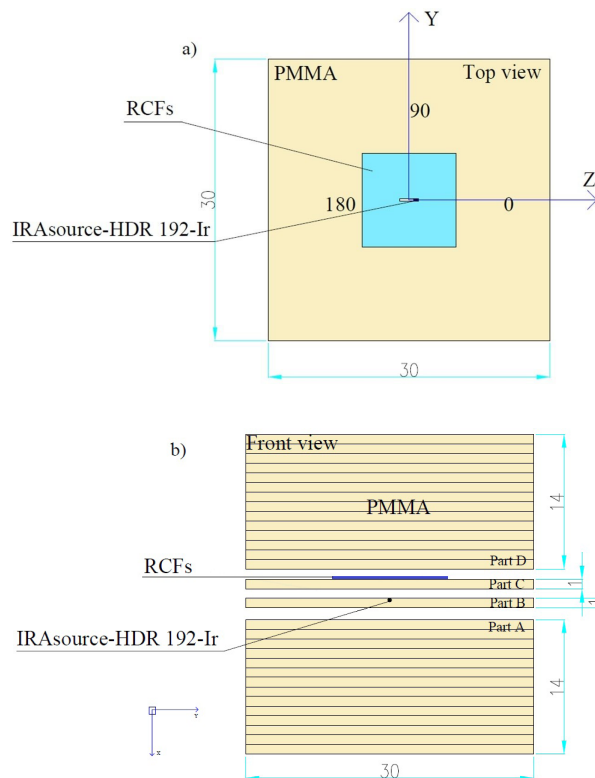 a)
Y
PMMA
Top view
RCFs
90
Z
30
180
0
IRAsource-HDR 192-Ir
30
b)
Front view
14
PMMA
RCFs
Part D
Part C
1
Part B
1
IRAsource-HDR 192-Ir
Part A
14
Y
X
30